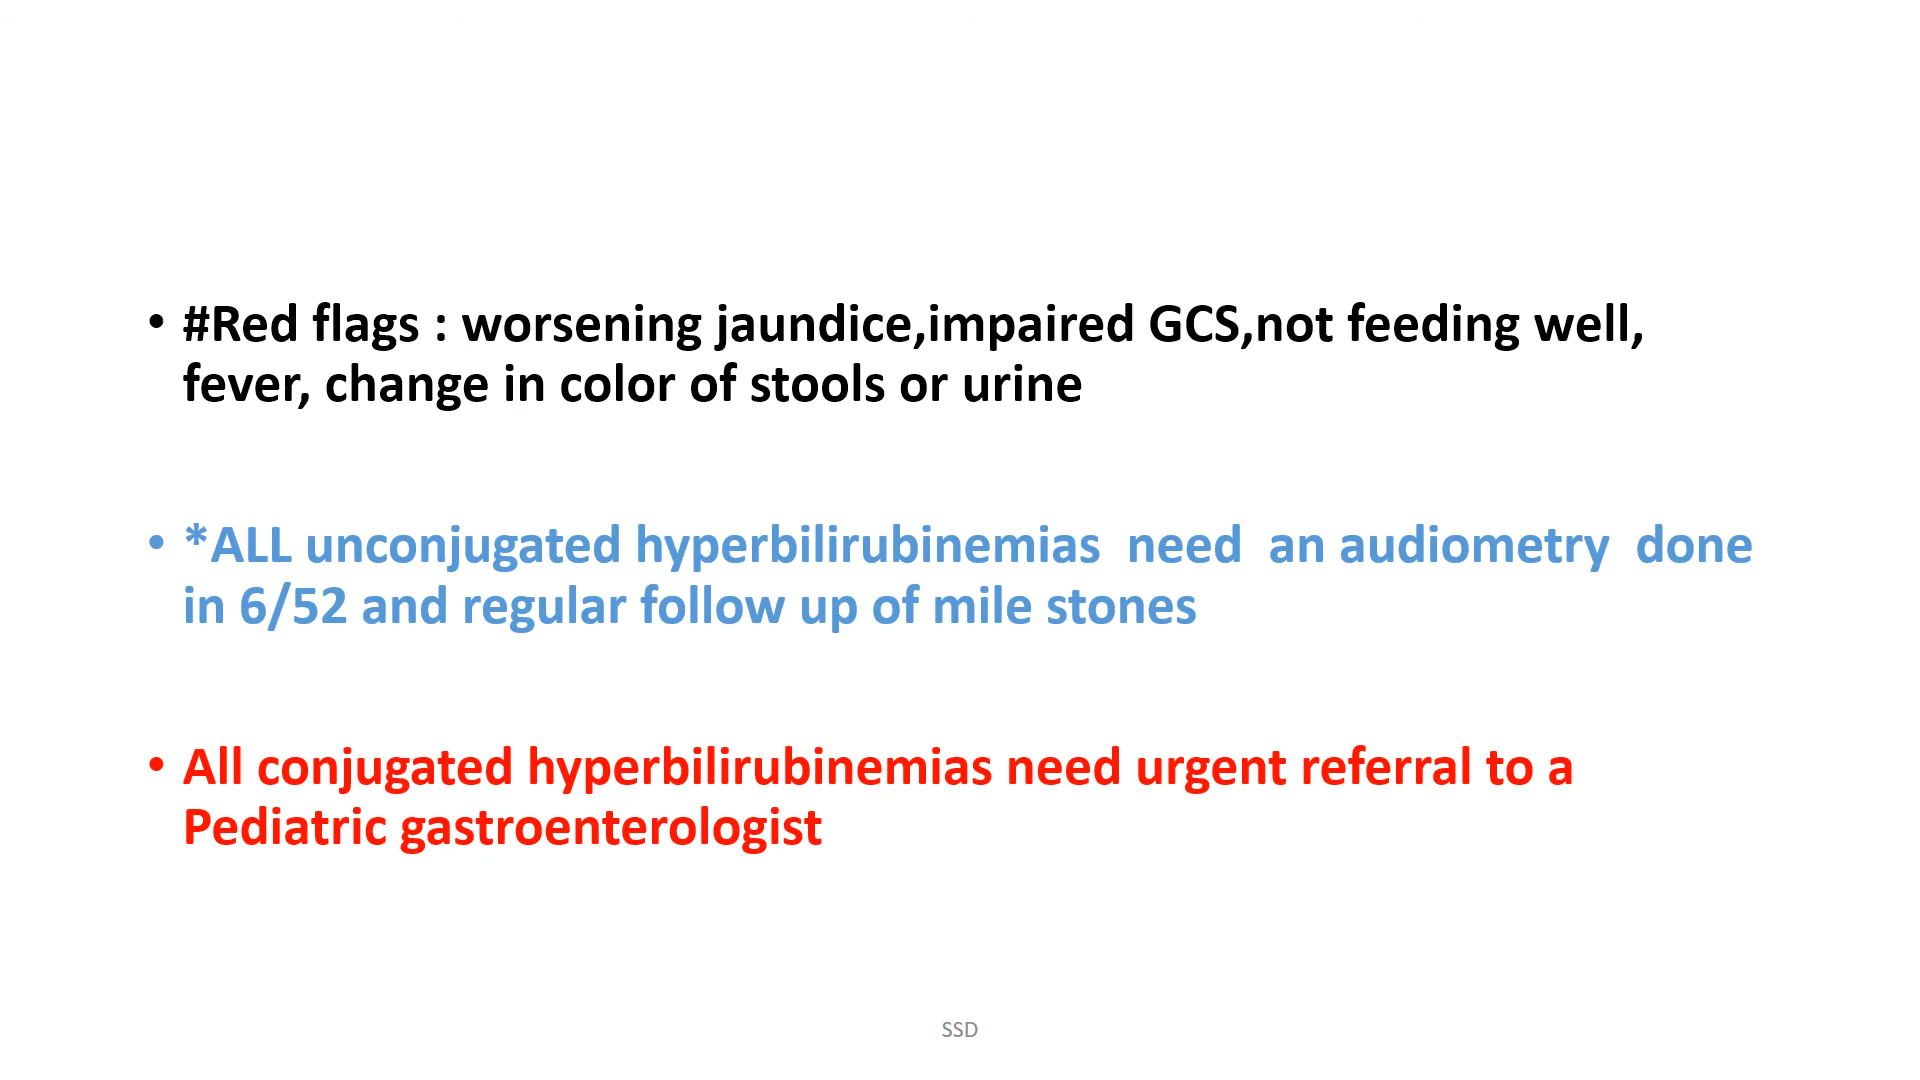 • #Red flags : worsening jaundice,impaired GCS,not feeding well,
fever, change in color of stools or urine
• *ALL unconjugated hyperbilirubinemias need an audiometry done
in 6/52 and regular follow up of mile stones
• All conjugated hyperbilirubinemias need urgent referral to a
Pediatric gastroenterologist
SSD